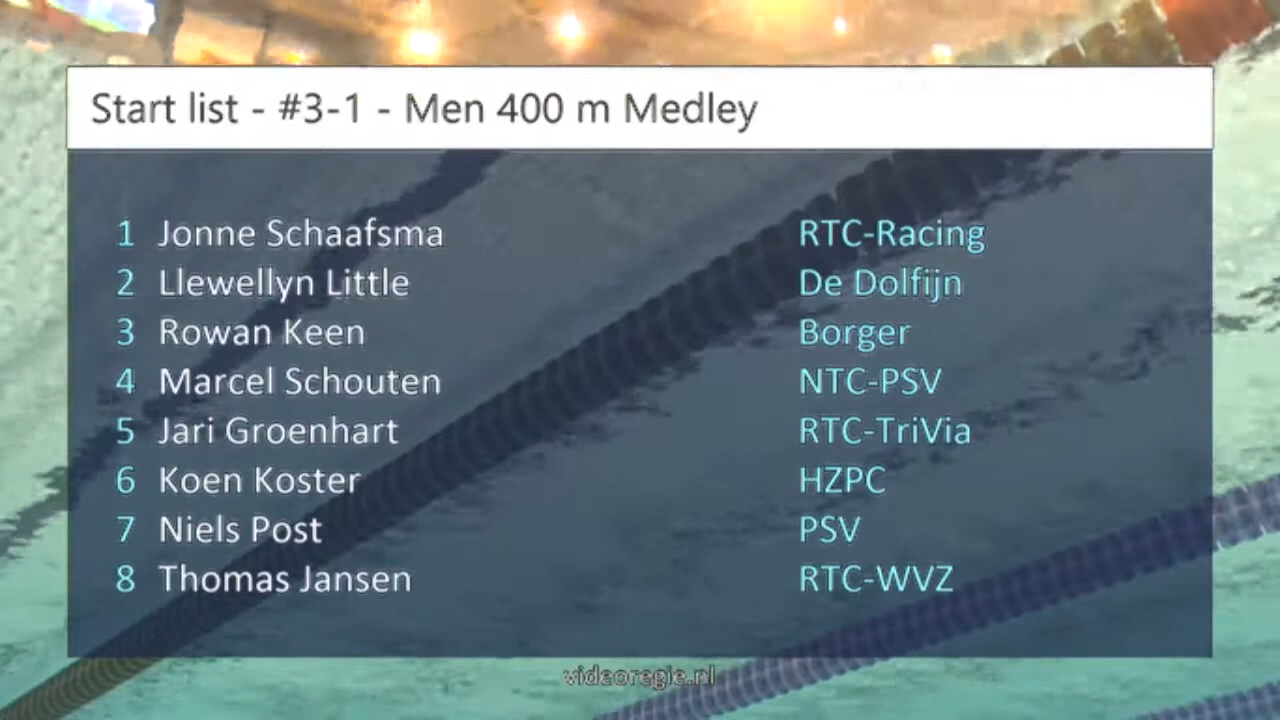 Start list - #3-1 - Men 400 m Medley
1 Jonne Schaafsma RTC-Racing
2 Llewellyn Little De Dolfijn
3 Rowan Keen Borger
4 Marcel Schouten NTC-PSV
5 Jari Groenhart RTC-TriVia
6 Koen Koster HZPC
7 Niels Post PSV
8 Thomas Jansen RTC-WVZ
videoregie.nl